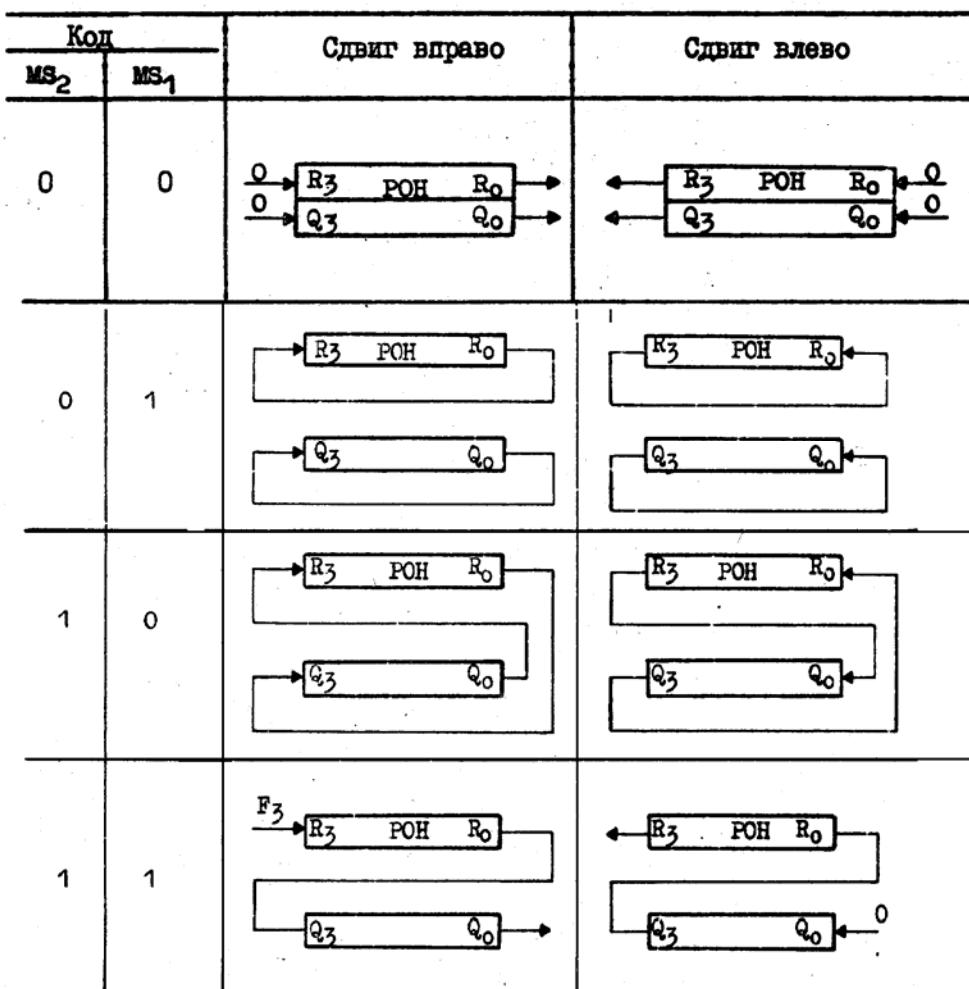 Код
Сдвиг вправо
Сдвиг влево
MS2 MS1
0 0
0 R3 РОН R0
0 Q3 Q0
R3 РОН R0 0
Q3 Q0 0
0 1
R3 РОН R0
Q3 Q0
R3 РОН R0
Q3 Q0
1 0
R3 РОН R0
Q3 Q0
R3 РОН R0
Q3 Q0
1 1
F3 R3 РОН R0
Q3 Q0
R3 РОН R0
Q3 Q0 0